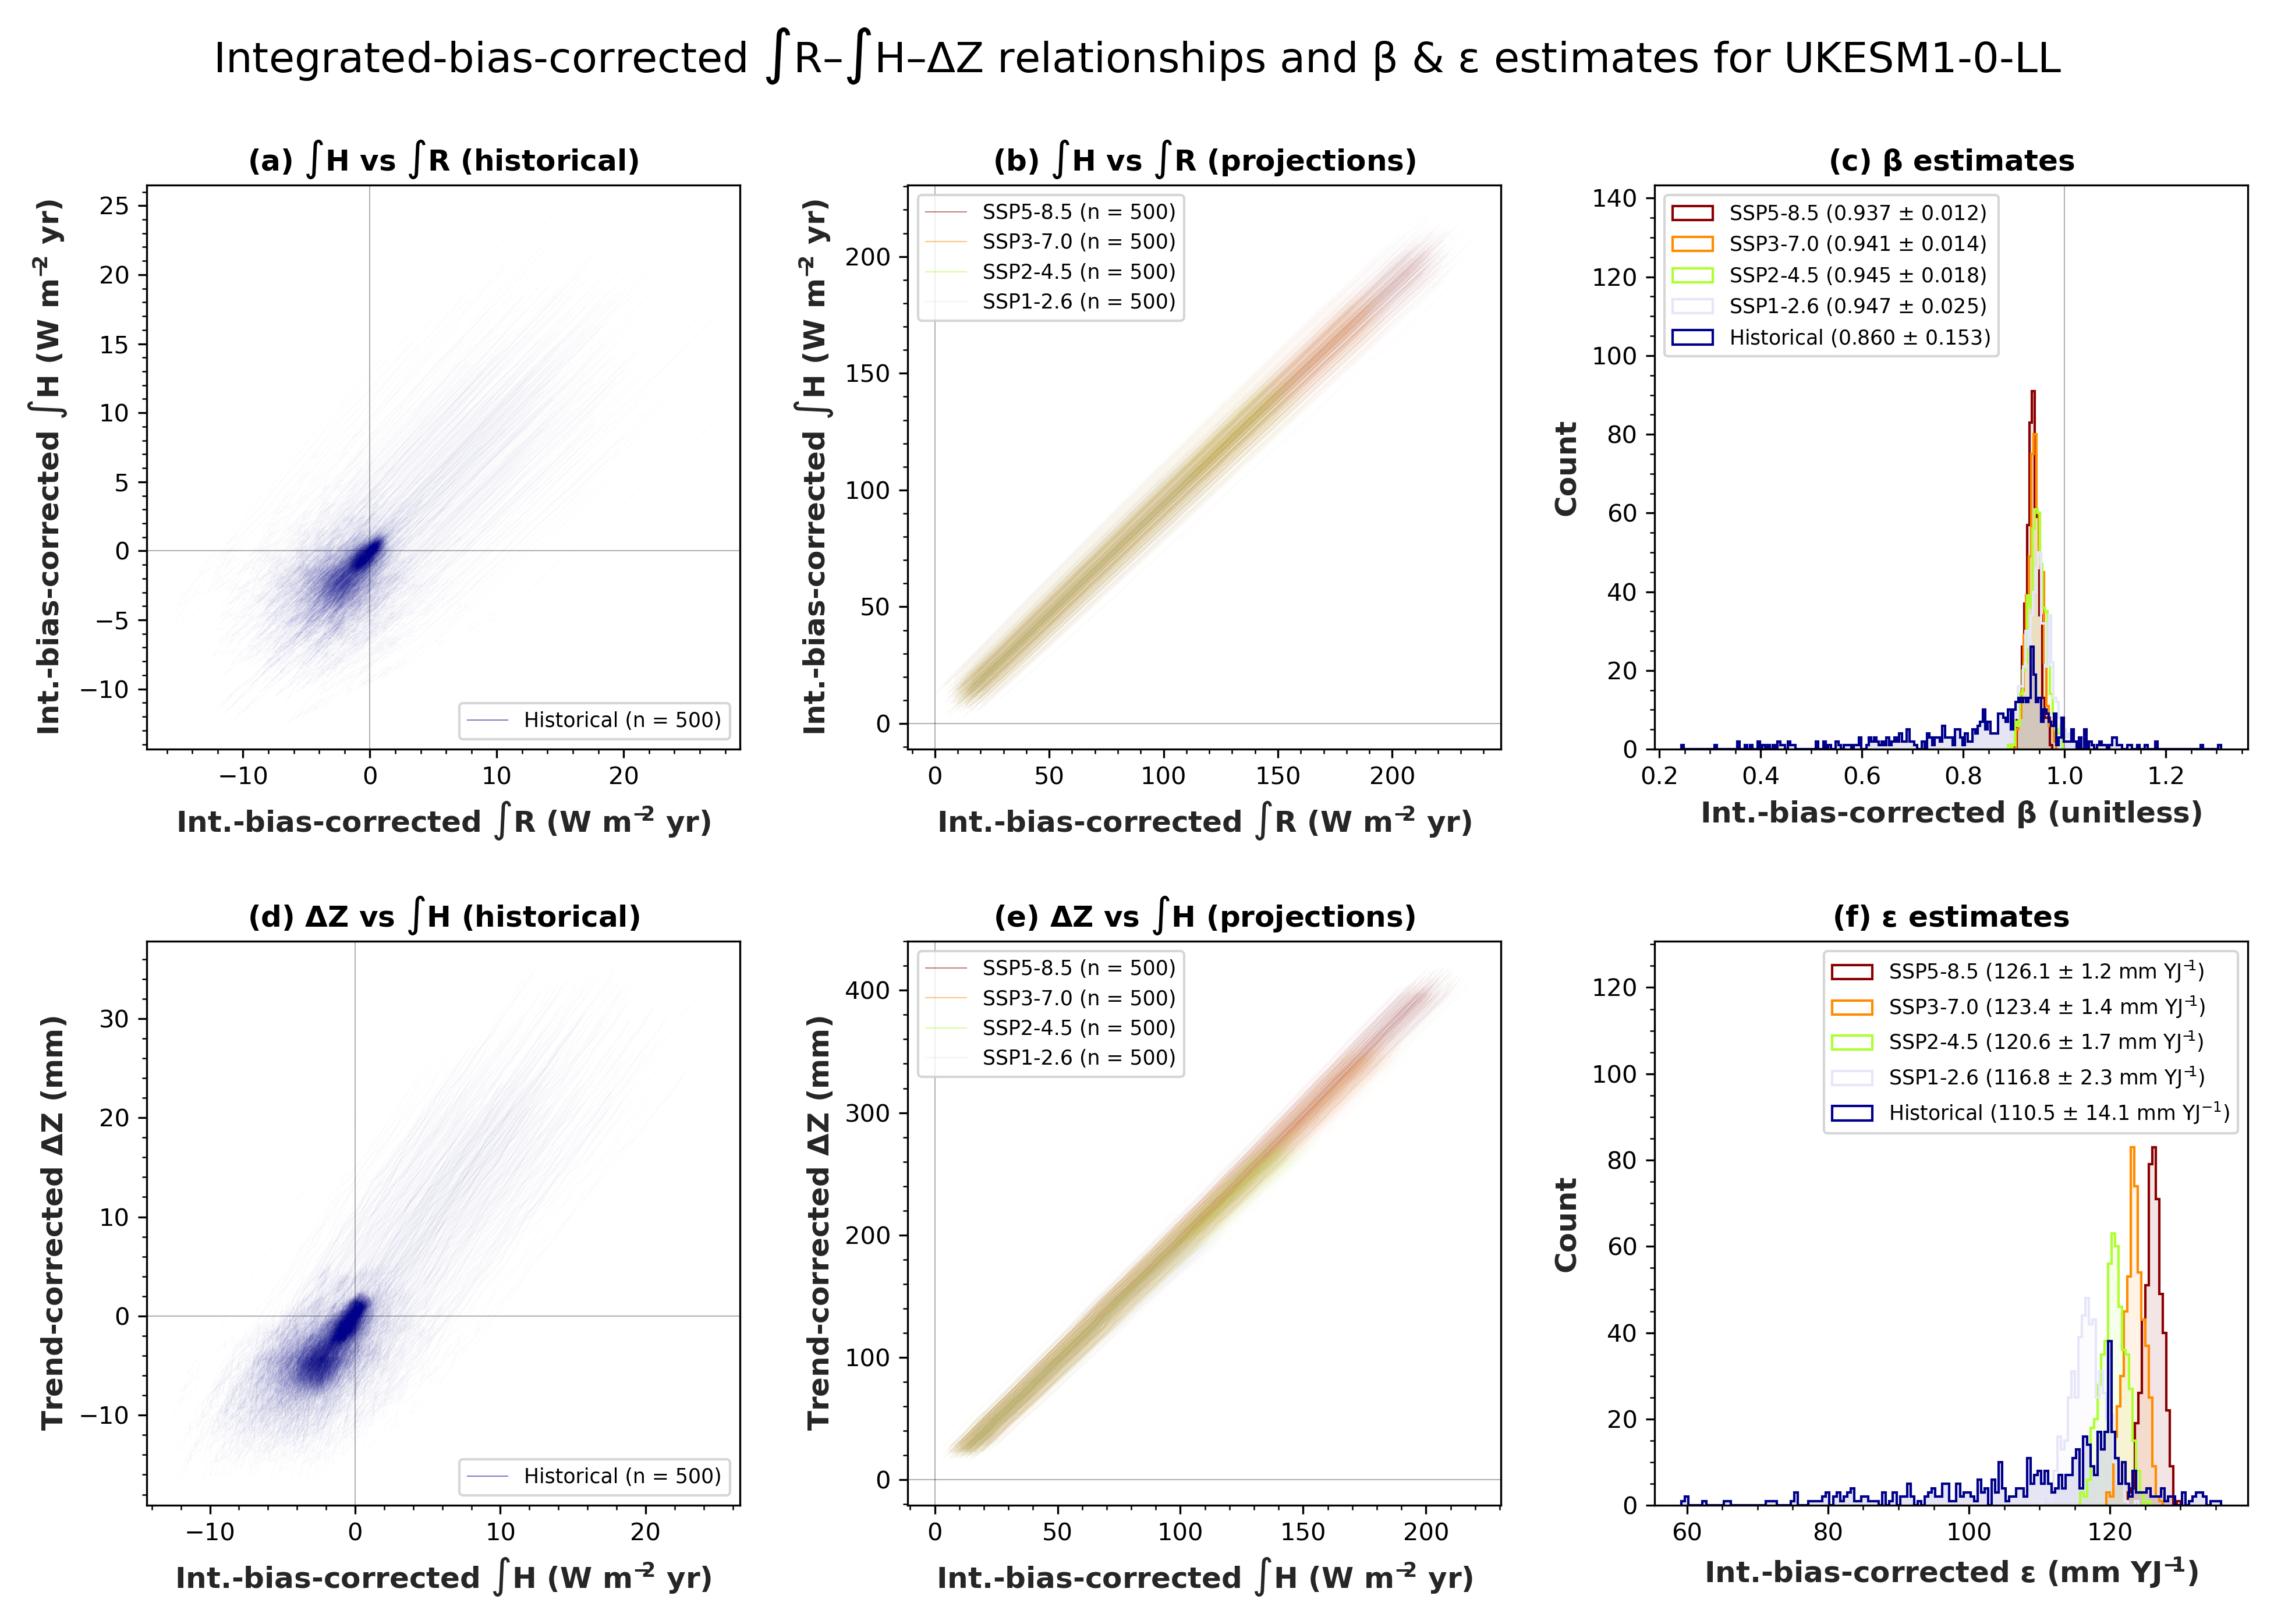 Integrated-bias-corrected ∫R–∫H–ΔZ relationships and β & ε estimates for UKESM1-0-LL
(a) ∫H vs ∫R (historical)
Int.-bias-corrected ∫H (W m⁻² yr)
25
20
15
10
5
0
−5
−10
Historical (n = 500)
−10 0 10 20
Int.-bias-corrected ∫R (W m⁻² yr)
(b) ∫H vs ∫R (projections)
Int.-bias-corrected ∫H (W m⁻² yr)
SSP5-8.5 (n = 500)
SSP3-7.0 (n = 500)
SSP2-4.5 (n = 500)
SSP1-2.6 (n = 500)
200
150
100
50
0
0 50 100 150 200
Int.-bias-corrected ∫R (W m⁻² yr)
(c) β estimates
Count
SSP5-8.5 (0.937 ± 0.012)
SSP3-7.0 (0.941 ± 0.014)
SSP2-4.5 (0.945 ± 0.018)
SSP1-2.6 (0.947 ± 0.025)
Historical (0.860 ± 0.153)
140
120
100
80
60
40
20
0
0.2 0.4 0.6 0.8 1.0 1.2
Int.-bias-corrected β (unitless)
(d) ΔZ vs ∫H (historical)
Trend-corrected ΔZ (mm)
30
20
10
0
−10
Historical (n = 500)
−10 0 10 20
Int.-bias-corrected ∫H (W m⁻² yr)
(e) ΔZ vs ∫H (projections)
Trend-corrected ΔZ (mm)
SSP5-8.5 (n = 500)
SSP3-7.0 (n = 500)
SSP2-4.5 (n = 500)
SSP1-2.6 (n = 500)
400
300
200
100
0
0 50 100 150 200
Int.-bias-corrected ∫H (W m⁻² yr)
(f) ε estimates
Count
SSP5-8.5 (126.1 ± 1.2 mm YJ⁻¹)
SSP3-7.0 (123.4 ± 1.4 mm YJ⁻¹)
SSP2-4.5 (120.6 ± 1.7 mm YJ⁻¹)
SSP1-2.6 (116.8 ± 2.3 mm YJ⁻¹)
Historical (110.5 ± 14.1 mm YJ⁻¹)
120
100
80
60
40
20
0
60 80 100 120
Int.-bias-corrected ε (mm YJ⁻¹)